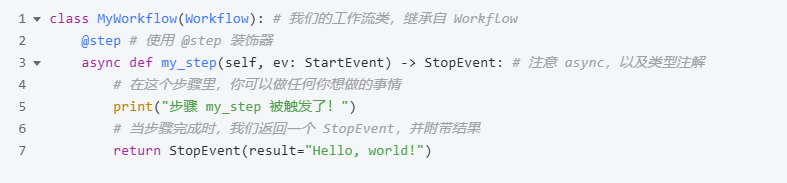 1 class MyWorkflow(Workflow): # 我们的工作流类，继承自 Workflow
2     @step # 使用 @step 装饰器
3     async def my_step(self, ev: StartEvent) -> StopEvent: # 注意 async，以及类型注解
4         # 在这个步骤里，你可以做任何你想做的事情
5         print("步骤 my_step 被触发了！")
6         # 当步骤完成时，我们返回一个 StopEvent，并附带结果
7         return StopEvent(result="Hello, world!")